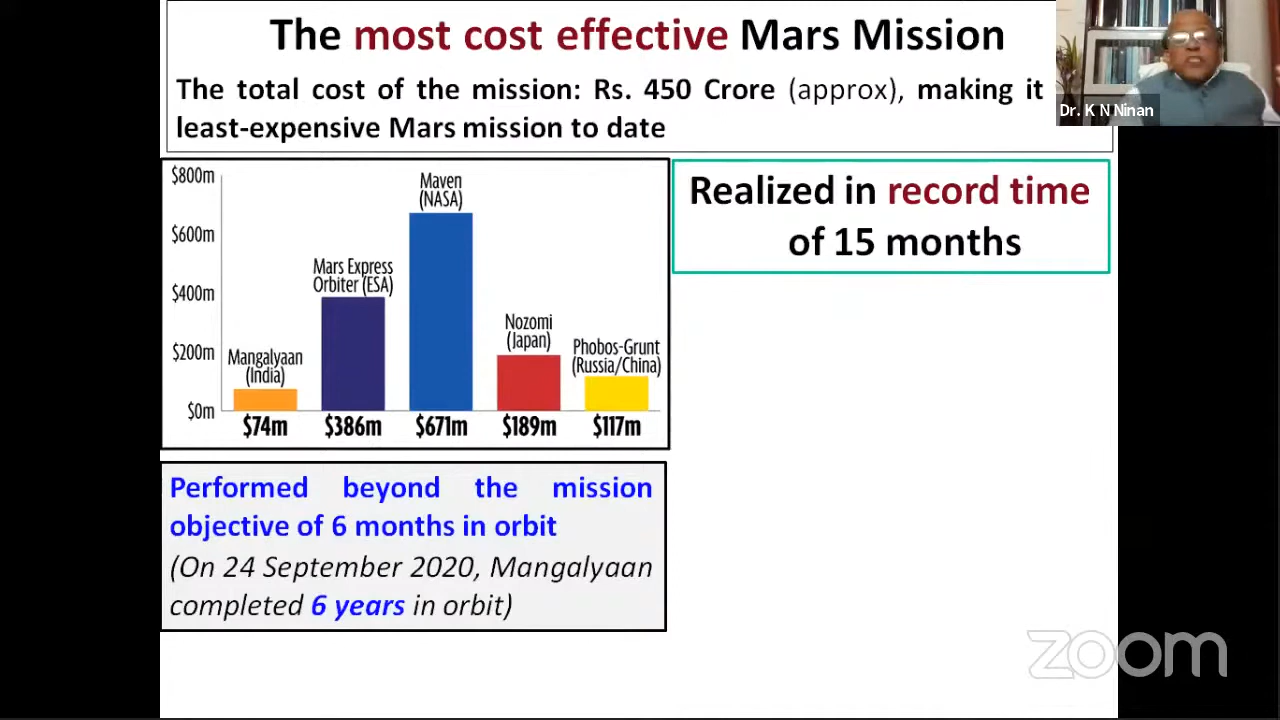 The most cost effective Mars Mission
The total cost of the mission: Rs. 450 Crore (approx), making it
least-expensive Mars mission to date
Dr. K N Ninan
$800m
$600m
$400m
$200m
$0m
Mangalyaan
(India)
Mars Express
Orbiter (ESA)
Maven
(NASA)
Nozomi
(Japan)
Phobos-Grunt
(Russia/China)
$74m
$386m
$671m
$189m
$117m
Realized in record time
of 15 months
Performed beyond the mission
objective of 6 months in orbit
(On 24 September 2020, Mangalyaan
completed 6 years in orbit)
zoom